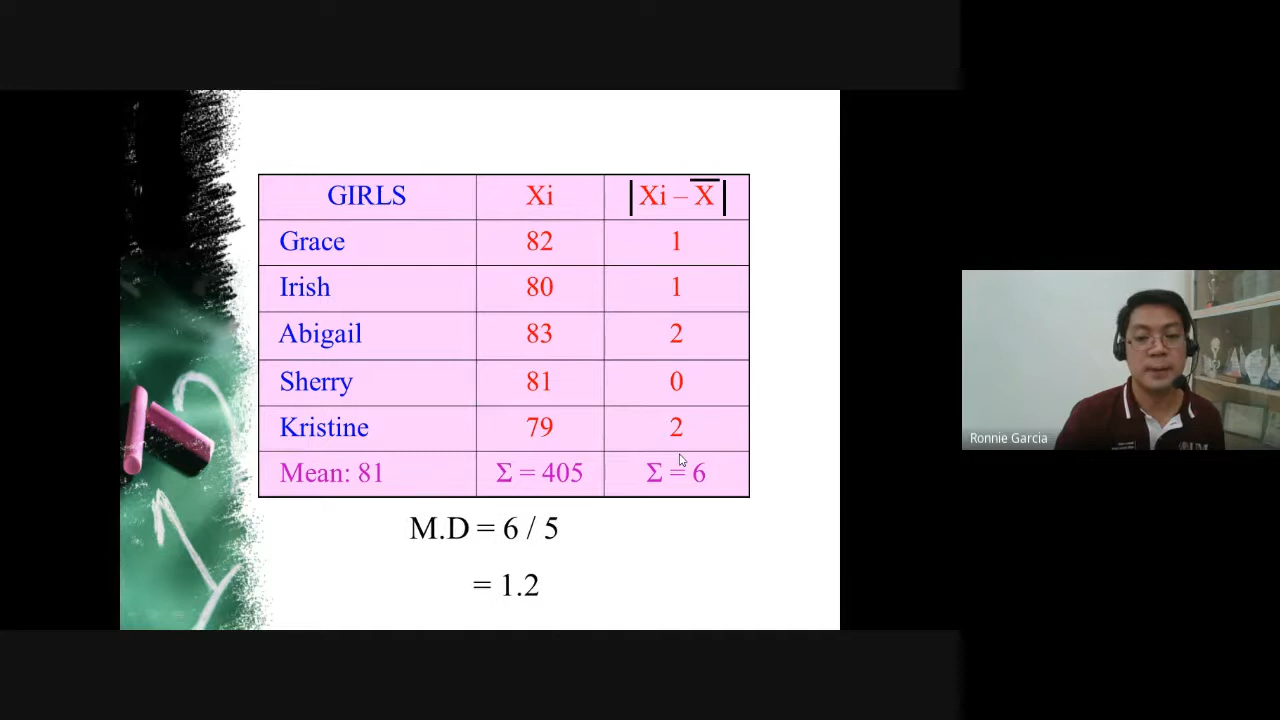 GIRLS Xi |Xi – X̅|
Grace 82 1
Irish 80 1
Abigail 83 2
Sherry 81 0
Kristine 79 2
Mean: 81 Σ = 405 Σ = 6
M.D = 6 / 5
= 1.2
Ronnie Garcia